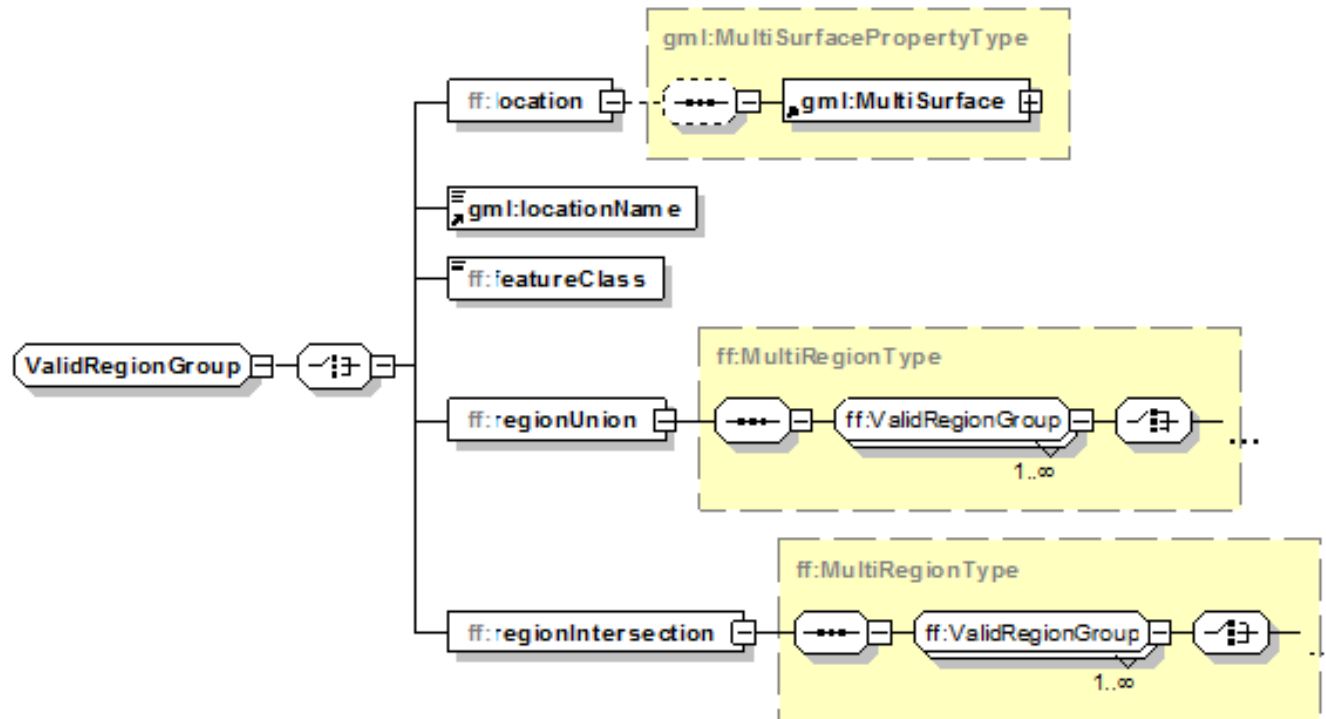 gml:MultiSurfacePropertyType
ff:location
gml:MultiSurface
gml:locationName
ff:featureClass
ValidRegionGroup
ff:MultiRegionType
ff:regionUnion
ff:ValidRegionGroup
1..∞
...
ff:MultiRegionType
ff:regionIntersection
ff:ValidRegionGroup
1..∞